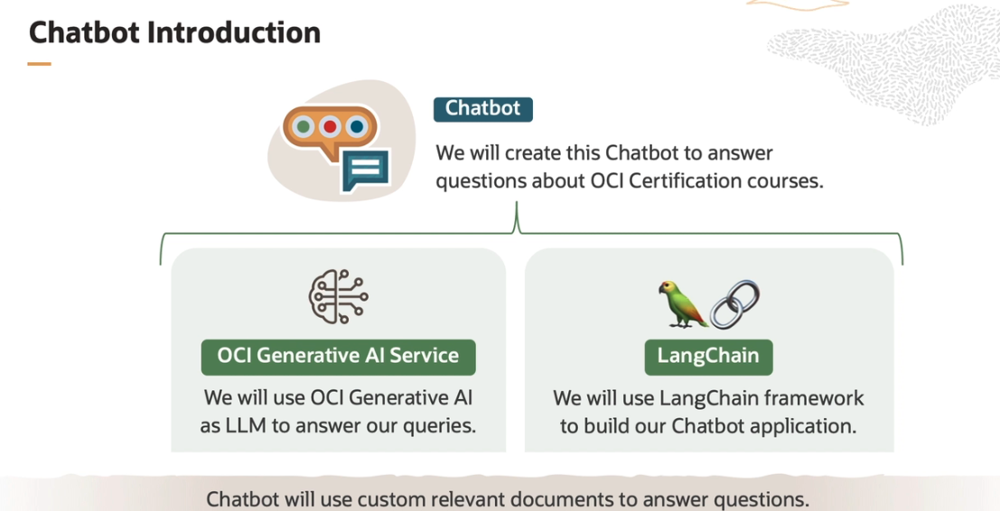 Chatbot Introduction
Chatbot
We will create this Chatbot to answer
questions about OCI Certification courses.
OCI Generative AI Service
We will use OCI Generative AI
as LLM to answer our queries.
LangChain
We will use LangChain framework
to build our Chatbot application.
Chatbot will use custom relevant documents to answer questions.